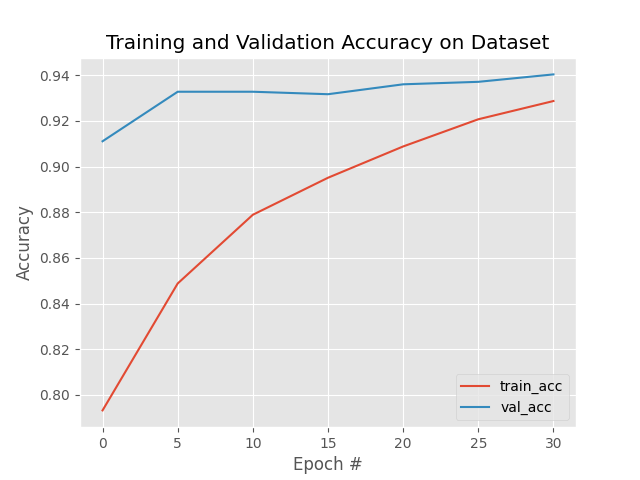 Training and Validation Accuracy on Dataset
Accuracy
0.94
0.92
0.90
0.88
0.86
0.84
0.82
0.80
train_acc
val_acc
0 5 10 15 20 25 30
Epoch #